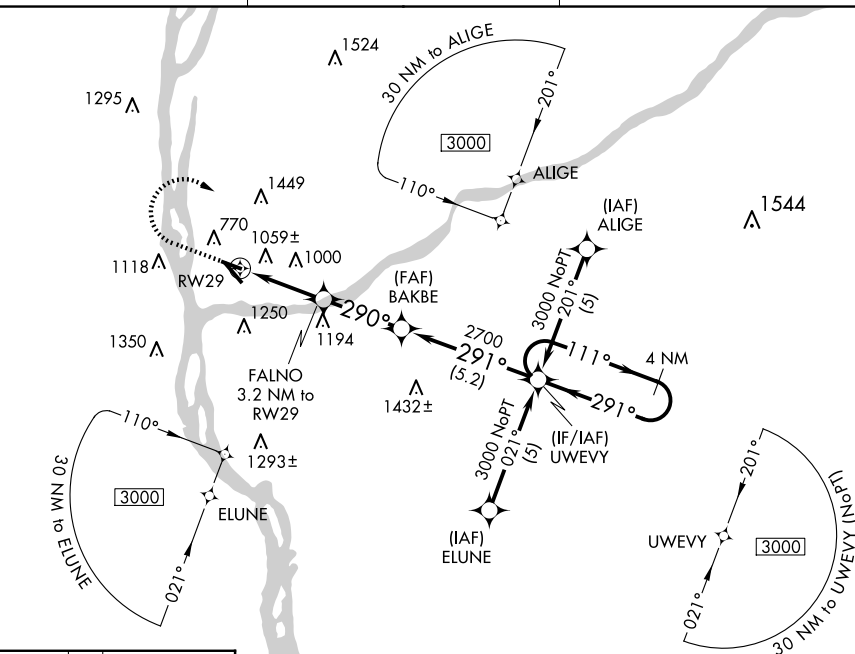 1524
1295
30 NM to ALIGE
201°
3000
110°
ALIGE
1449
770
1059±
1000
1118
RW29
(IAF)
ALIGE
1544
(FAF)
BAKBE
3000 NoPT
201°
(5)
290°
1250
1194
1350
2700
291°
(5.2)
111°
4 NM
291°
FALNO
3.2 NM to
RW29
1432±
(IF/IAF)
UWEVY
3000 NoPT
021°
(5)
(IAF)
ELUNE
110°
1293±
30 NM to ELUNE
3000
ELUNE
021°
201°
UWEVY
3000
021°
30 NM to UWEVY (NoPT)